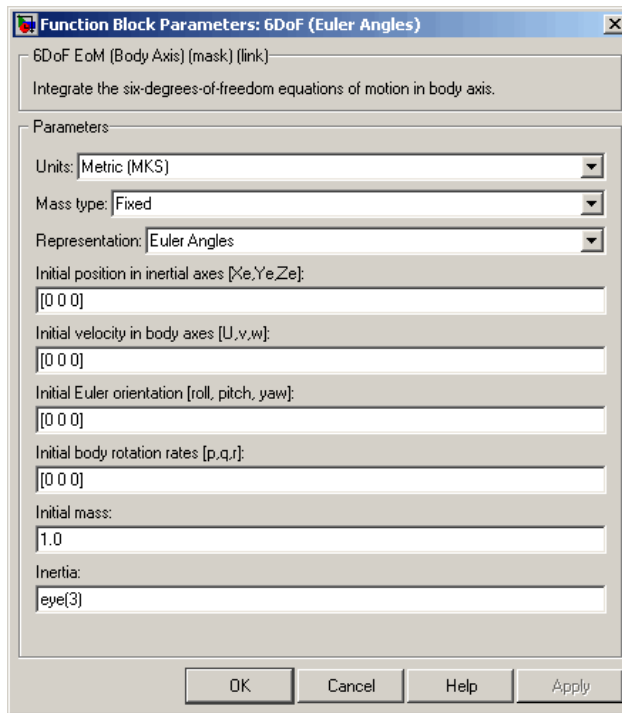 Function Block Parameters: 6DoF (Euler Angles)
6DoF EoM (Body Axis) (mask) (link)
Integrate the six-degrees-of-freedom equations of motion in body axis.
Parameters
Units: Metric (MKS)
Mass type: Fixed
Representation: Euler Angles
Initial position in inertial axes [Xe,Ye,Ze]:
[0 0 0]
Initial velocity in body axes [U,v,w]:
[0 0 0]
Initial Euler orientation [roll, pitch, yaw]:
[0 0 0]
Initial body rotation rates [p,q,r]:
[0 0 0]
Initial mass:
1.0
Inertia:
eye(3)
OK Cancel Help Apply